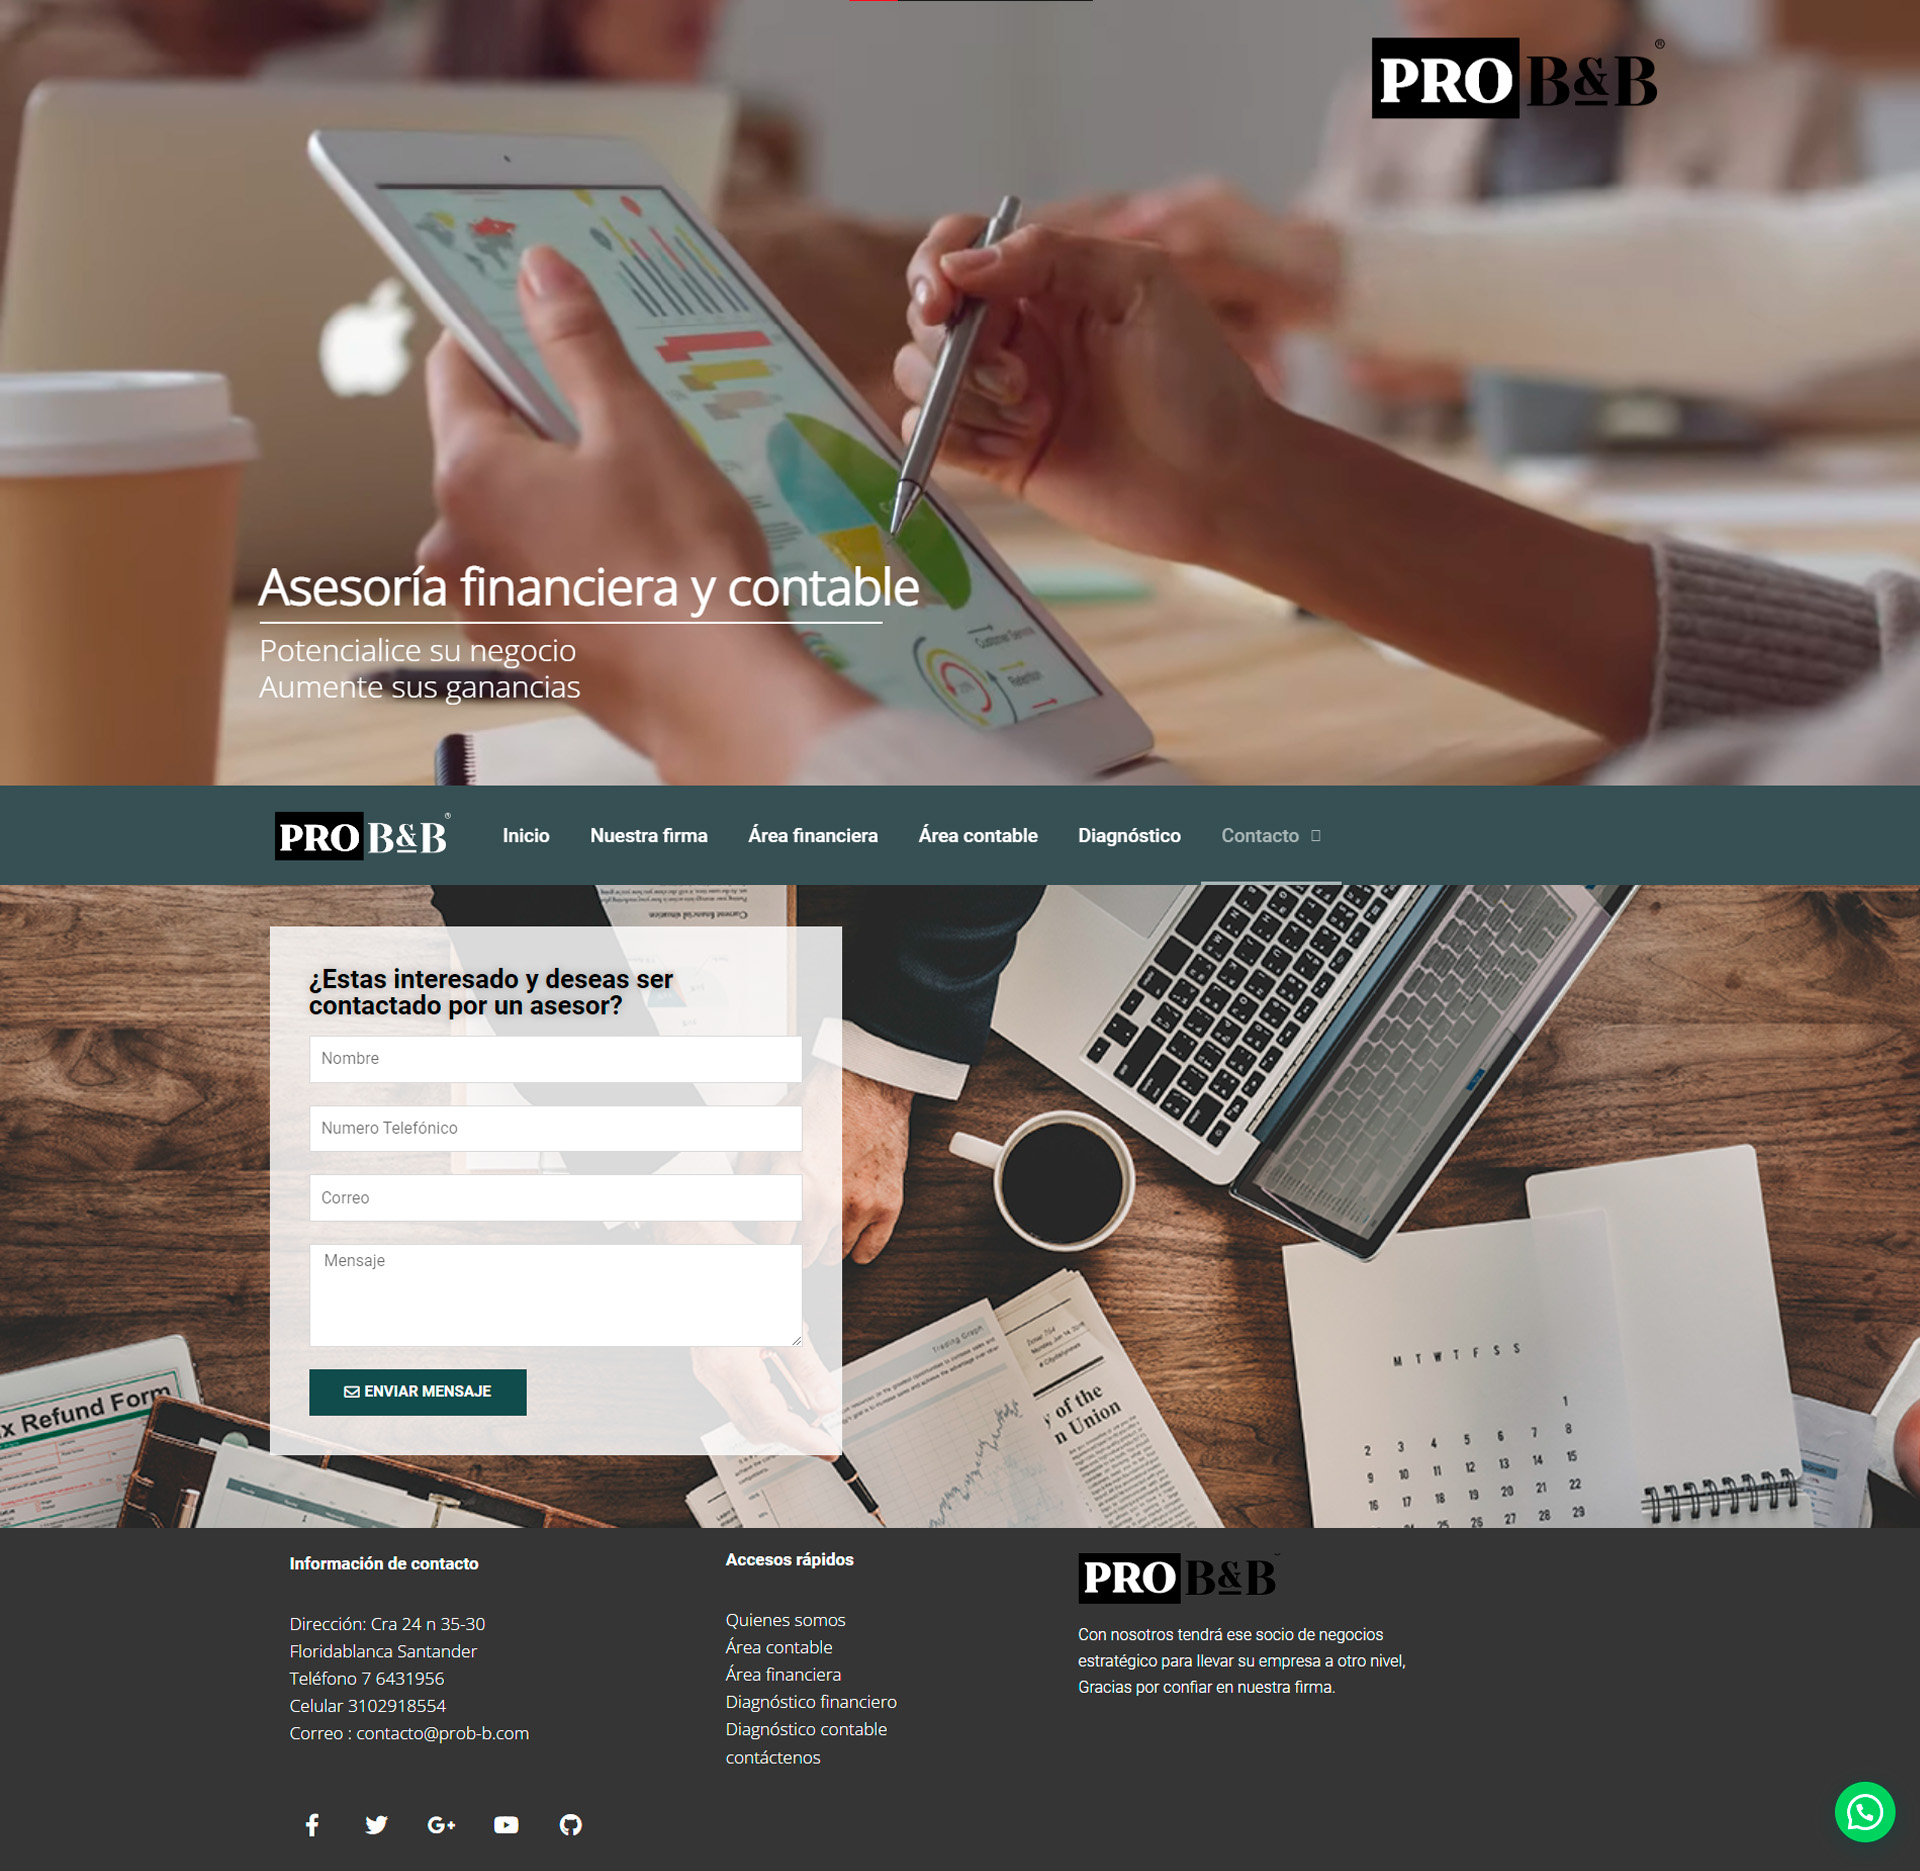 PRO B&B®
Asesoría financiera y contable
Potencialice su negocio
Aumente sus ganancias
PRO B&B®
Inicio
Nuestra firma
Área financiera
Área contable
Diagnóstico
Contacto
¿Estas interesado y deseas ser
contactado por un asesor?
Nombre
Numero Telefónico
Correo
Mensaje
ENVIAR MENSAJE
Refund Form
Trading Graph
y of the
n Union
M T W T F S S
1
2 3 4 5 6 7 8
9 10 11 12 13 14 15
16 17 18 19 20 21 22
25 26 27 28 29
Información de contacto
Dirección: Cra 24 n 35-30
Floridablanca Santander
Teléfono 7 6431956
Celular 3102918554
Correo : contacto@prob-b.com
Accesos rápidos
Quienes somos
Área contable
Área financiera
Diagnóstico financiero
Diagnóstico contable
contáctenos
PRO B&B
Con nosotros tendrá ese socio de negocios
estratégico para llevar su empresa a otro nivel,
Gracias por confiar en nuestra firma.